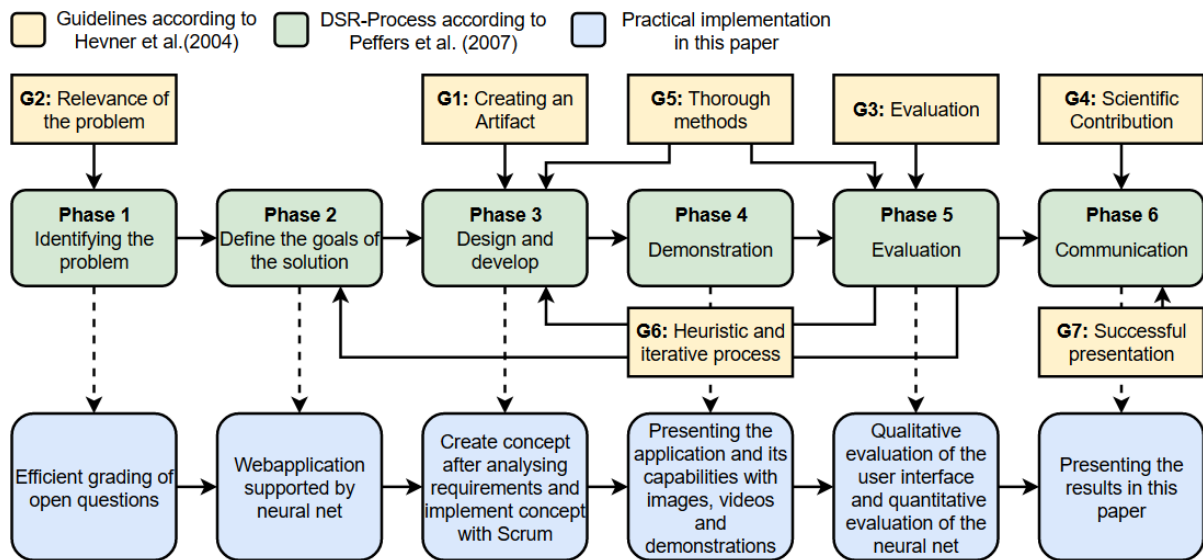 Guidelines according to
Hevner et al.(2004)
DSR-Process according to
Peffers et al. (2007)
Practical implementation
in this paper
G2: Relevance of
the problem
G1: Creating an
Artifact
G5: Thorough
methods
G3: Evaluation
G4: Scientific
Contribution
Phase 1
Identifying the
problem
Phase 2
Define the goals of
the solution
Phase 3
Design and
develop
Phase 4
Demonstration
Phase 5
Evaluation
Phase 6
Communication
G6: Heuristic and
iterative process
G7: Successful
presentation
Efficient grading of
open questions
Webapplication
supported by
neural net
Create concept
after analysing
requirements and
implement concept
with Scrum
Presenting the
application and its
capabilities with
images, videos
and
demonstrations
Qualitative
evaluation of the
user interface
and quantitative
evaluation of the
neural net
Presenting the
results in this
paper